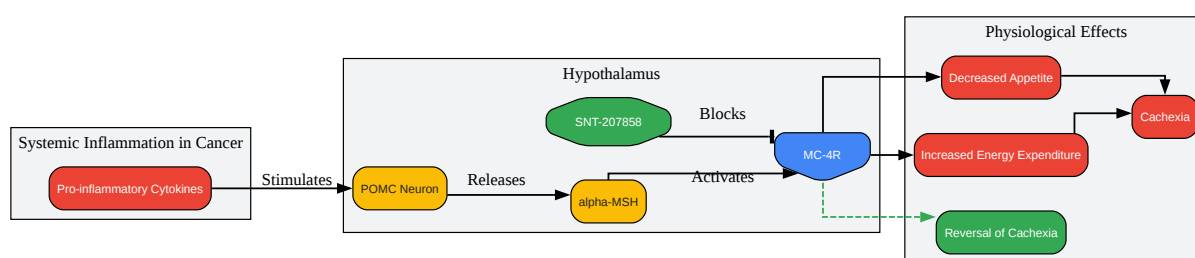 Systemic Inflammation in Cancer
Pro-inflammatory Cytokines
Stimulates
Hypothalamus
SNT-207858
Blocks
MC-4R
POMC Neuron
Releases
alpha-MSH
Activates
Physiological Effects
Decreased Appetite
Cachexia
Increased Energy Expenditure
Reversal of Cachexia